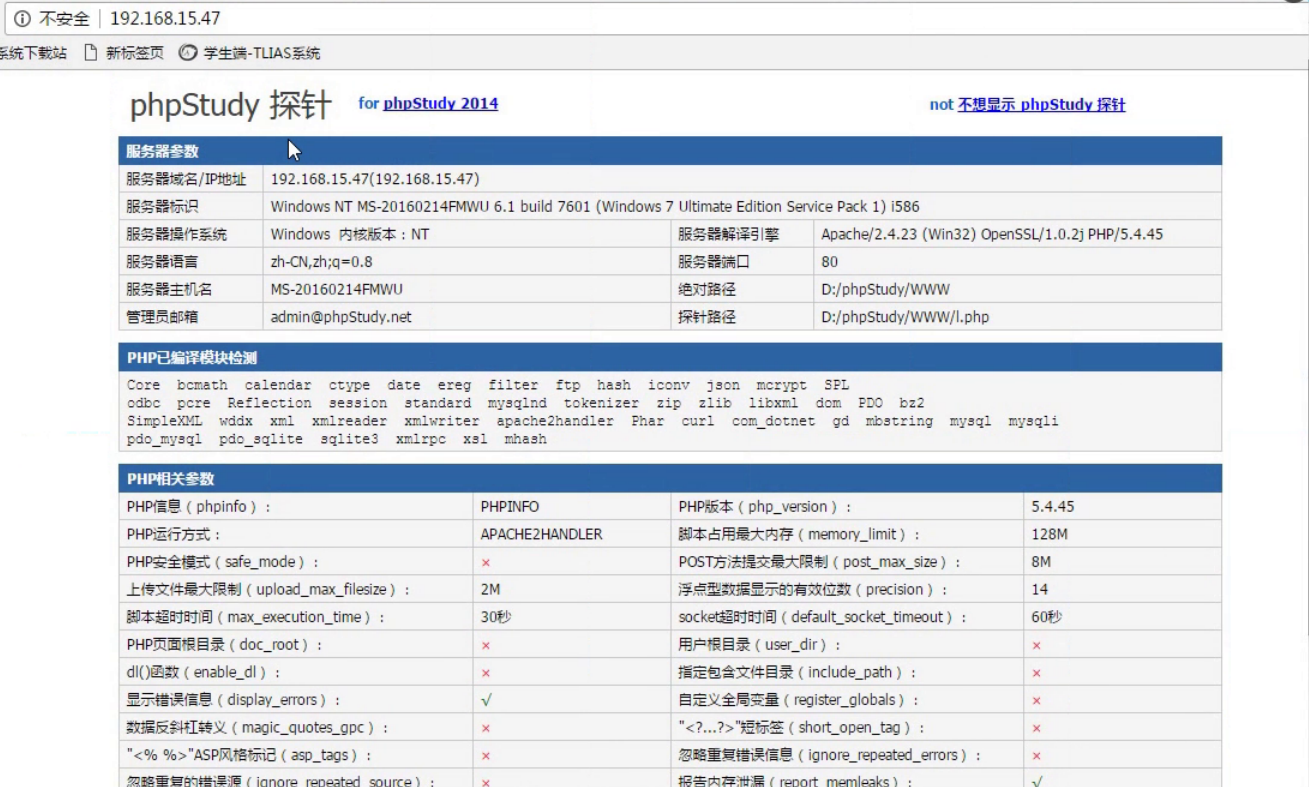 不安全 | 192.168.15.47
系统下载站 新标签页 学生端-TLIAS系统
phpStudy 探针 for phpStudy 2014 not 不想显示 phpStudy 探针
服务器参数
服务器域名/IP地址 192.168.15.47(192.168.15.47)
服务器标识 Windows NT MS-20160214FMWU 6.1 build 7601 (Windows 7 Ultimate Edition Service Pack 1) i586
服务器操作系统 Windows 内核版本：NT 服务器解译引擎 Apache/2.4.23 (Win32) OpenSSL/1.0.2j PHP/5.4.45
服务器语言 zh-CN,zh;q=0.8 服务器端口 80
服务器主机名 MS-20160214FMWU 绝对路径 D:/phpStudy/WWW
管理员邮箱 admin@phpStudy.net 探针路径 D:/phpStudy/WWW/l.php
PHP已编译模块检测
Core bcmath calendar ctype date ereg filter ftp hash iconv json mcrypt SPL
odbc pcre Reflection session standard mysqlnd tokenizer zip zlib libxml dom PDO bz2
SimpleXML wddx xml xmlreader xmlwriter apache2handler Phar curl com_dotnet gd mbstring mysql mysqli
pdo_mysql pdo_sqlite sqlite3 xmlrpc xsl mhash
PHP相关参数
PHP信息（phpinfo）： PHPINFO PHP版本（php_version）： 5.4.45
PHP运行方式： APACHE2HANDLER 脚本占用最大内存（memory_limit）： 128M
PHP安全模式（safe_mode）： × POST方法提交最大限制（post_max_size）： 8M
上传文件最大限制（upload_max_filesize）： 2M 浮点型数据显示的有效位数（precision）： 14
脚本超时时间（max_execution_time）： 30秒 socket超时时间（default_socket_timeout）： 60秒
PHP页面根目录（doc_root）： × 用户根目录（user_dir）： ×
dl()函数（enable_dl）： × 指定包含文件目录（include_path）： ×
显示错误信息（display_errors）： √ 自定义全局变量（register_globals）： ×
数据反斜杠转义（magic_quotes_gpc）： × "<?...?>"短标签（short_open_tag）： ×
"<% %>"ASP风格标记（asp_tags）： × 忽略重复错误信息（ignore_repeated_errors）： ×
忽略重复的错误源（ignore_repeated_source）： × 报告内存泄漏（report_memleaks）： √